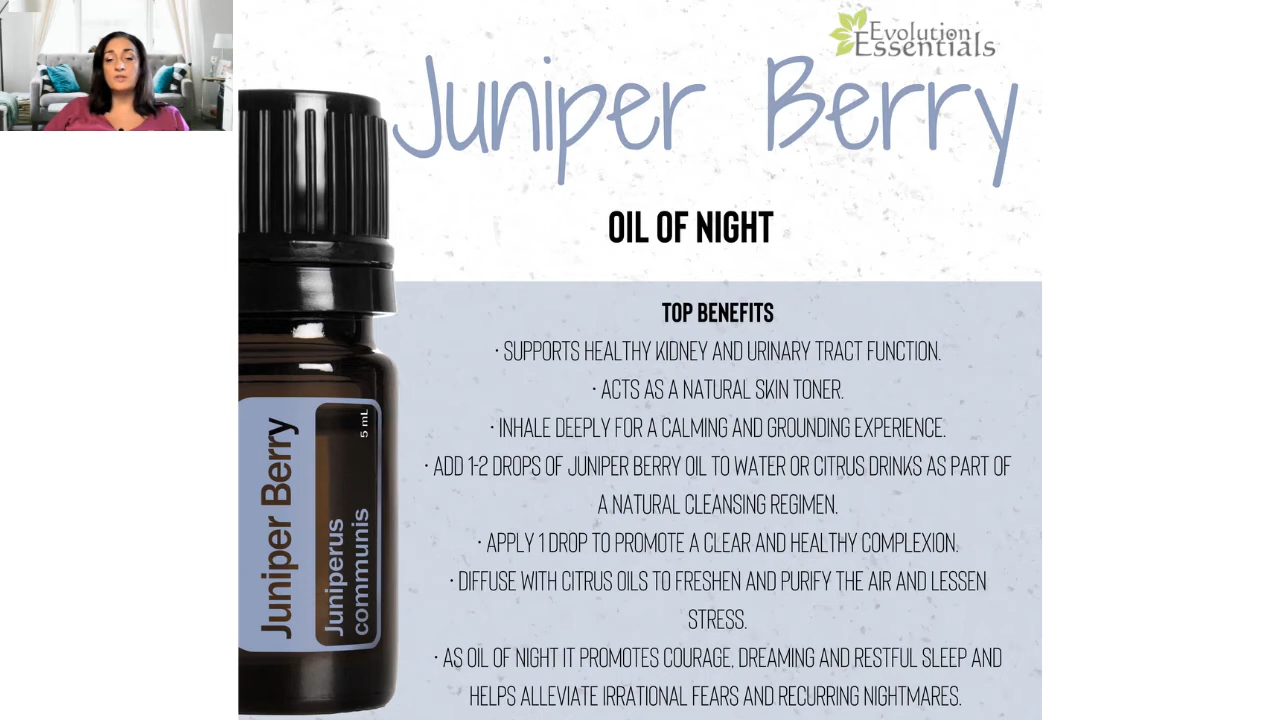 Evolution
Essentials
Juniper Berry
OIL OF NIGHT
TOP BENEFITS
· SUPPORTS HEALTHY KIDNEY AND URINARY TRACT FUNCTION.
· ACTS AS A NATURAL SKIN TONER.
· INHALE DEEPLY FOR A CALMING AND GROUNDING EXPERIENCE.
· ADD 1-2 DROPS OF JUNIPER BERRY OIL TO WATER OR CITRUS DRINKS AS PART OF
A NATURAL CLEANSING REGIMEN.
· APPLY 1 DROP TO PROMOTE A CLEAR AND HEALTHY COMPLEXION.
· DIFFUSE WITH CITRUS OILS TO FRESHEN AND PURIFY THE AIR AND LESSEN
STRESS.
· AS OIL OF NIGHT IT PROMOTES COURAGE, DREAMING AND RESTFUL SLEEP AND
HELPS ALLEVIATE IRRATIONAL FEARS AND RECURRING NIGHTMARES.
Juniper Berry
Juniperus
communis
5 mL